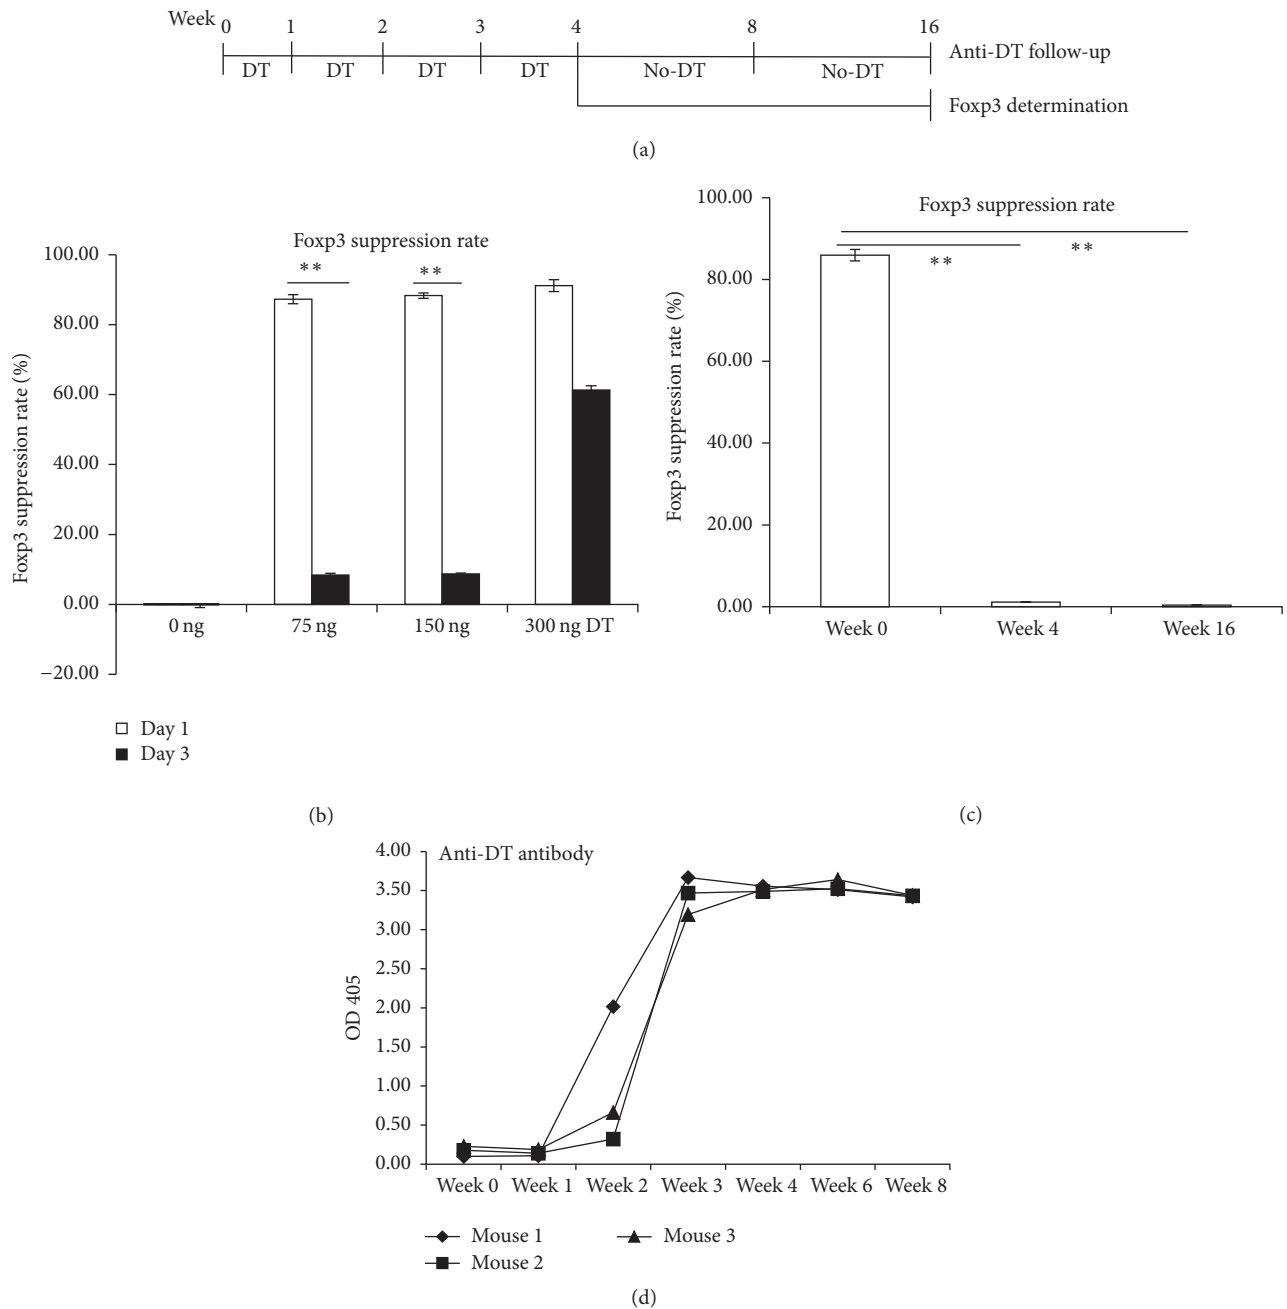 Week 0 1 2 3 4 8 16
Anti-DT follow-up
DT DT DT DT No-DT No-DT
Foxp3 determination
(a)
Foxp3 suppression rate
100.00
80.00
60.00
40.00
20.00
0.00
−20.00
Foxp3 suppression rate (%)
** **
0 ng 75 ng 150 ng 300 ng DT
Day 1
Day 3
(b)
Foxp3 suppression rate
100.00
80.00
60.00
40.00
20.00
0.00
Foxp3 suppression rate (%)
**
**
Week 0 Week 4 Week 16
(c)
Anti-DT antibody
4.00
3.50
3.00
2.50
2.00
1.50
1.00
0.50
0.00
OD 405
Week 0 Week 1 Week 2 Week 3 Week 4 Week 6 Week 8
Mouse 1 Mouse 3
Mouse 2
(d)